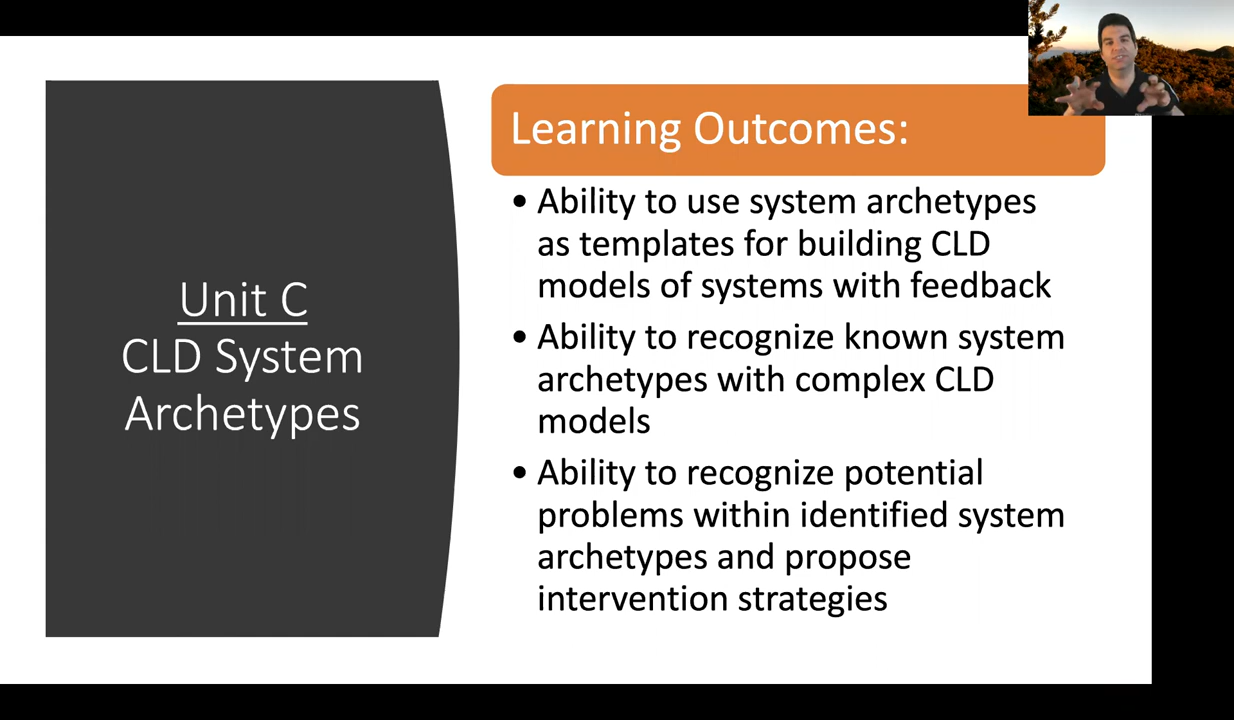 Unit C
CLD System
Archetypes
Learning Outcomes:
• Ability to use system archetypes
as templates for building CLD
models of systems with feedback
• Ability to recognize known system
archetypes with complex CLD
models
• Ability to recognize potential
problems within identified system
archetypes and propose
intervention strategies